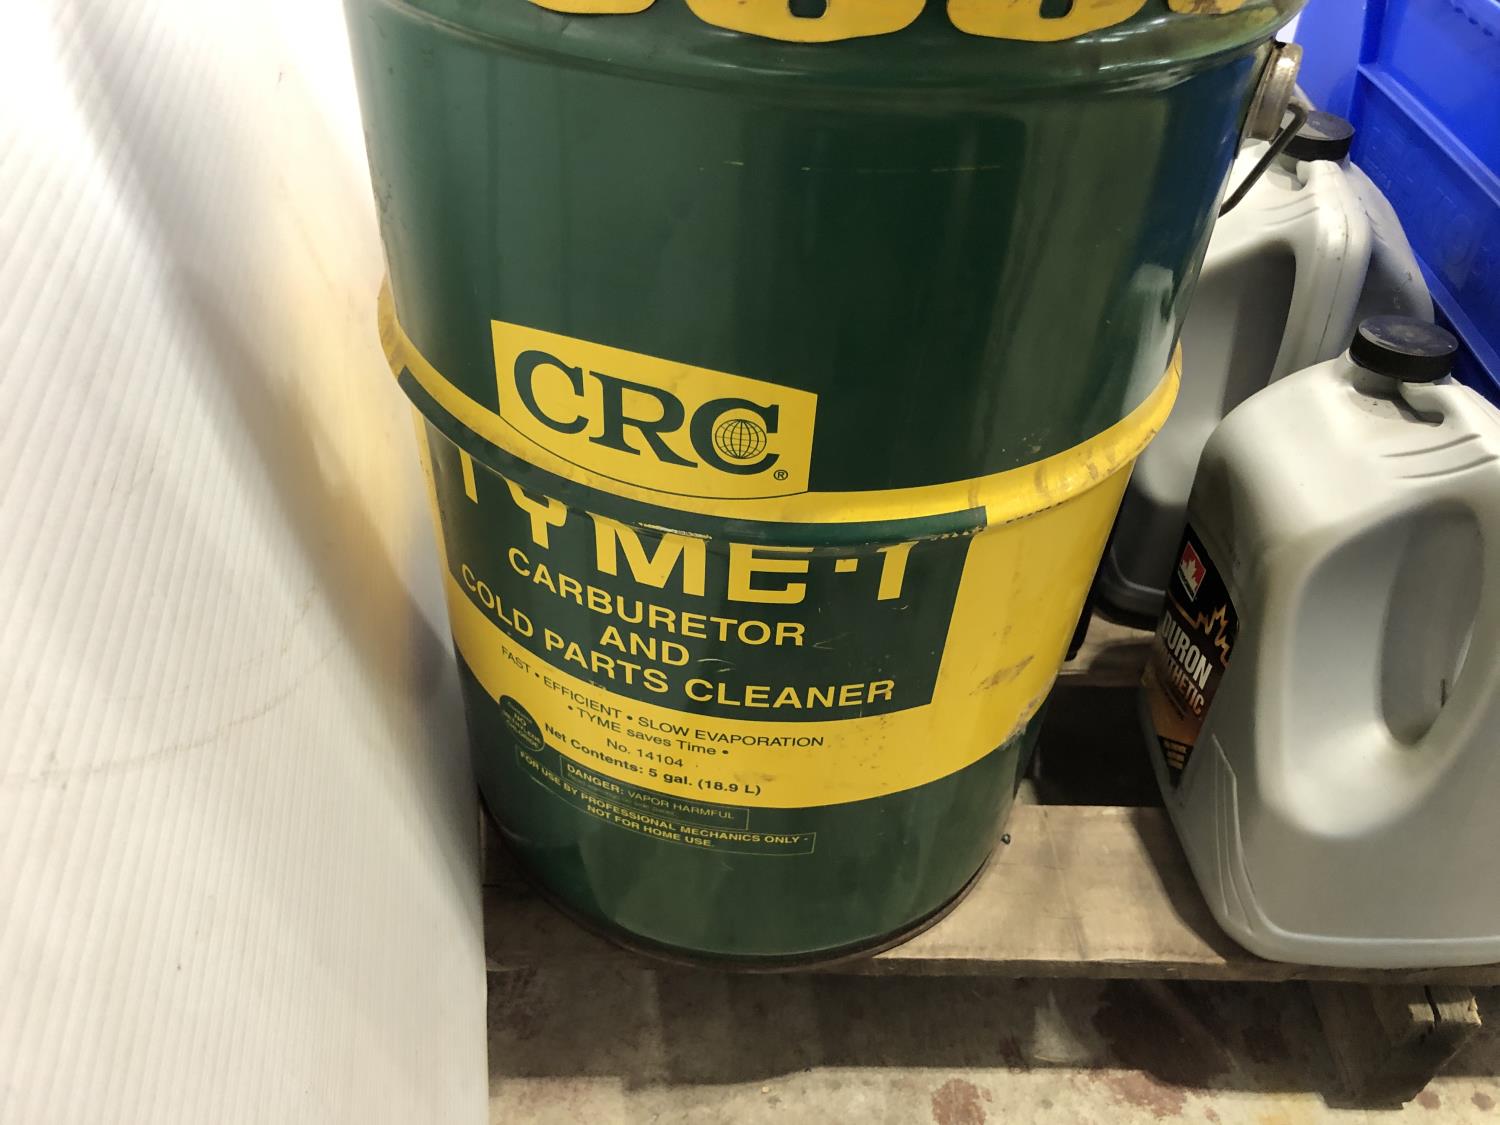 CRC
®
TYME-1
CARBURETOR
AND
COLD PARTS CLEANER
FAST • EFFICIENT • SLOW EVAPORATION
• TYME saves Time •
No. 14104
Net Contents: 5 gal. (18.9 L)
NO
DANGER: VAPOR HARMFUL
FOR USE BY PROFESSIONAL MECHANICS ONLY -
NOT FOR HOME USE.
DURON